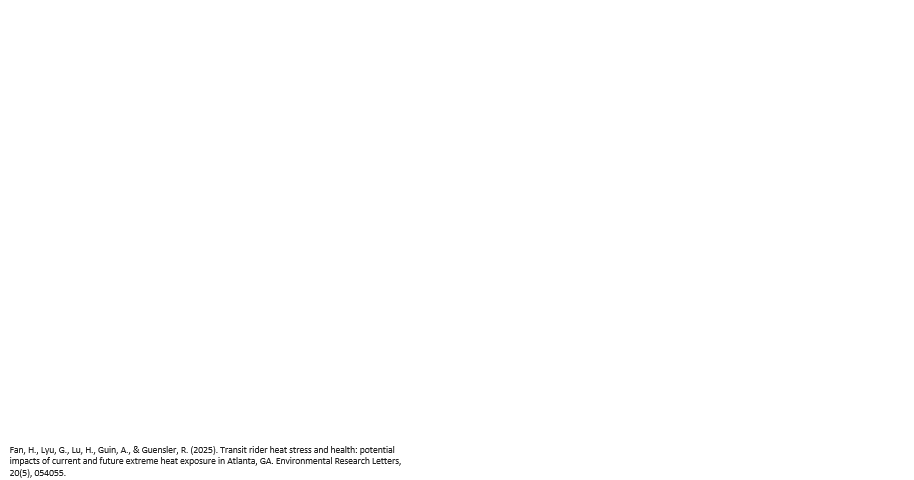 Fan, H., Lyu, G., Lu, H., Guin, A., & Guensler, R. (2025). Transit rider heat stress and health: potential
impacts of current and future extreme heat exposure in Atlanta, GA. Environmental Research Letters,
20(5), 054055.